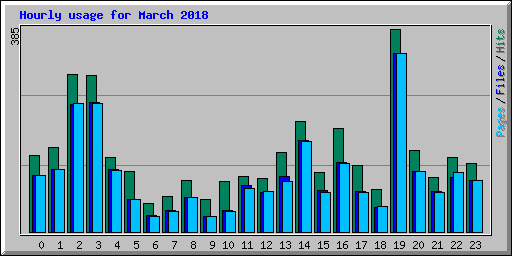 Hourly usage for March 2018
385
Pages/Files/Hits
0 1 2 3 4 5 6 7 8 9 10 11 12 13 14 15 16 17 18 19 20 21 22 23